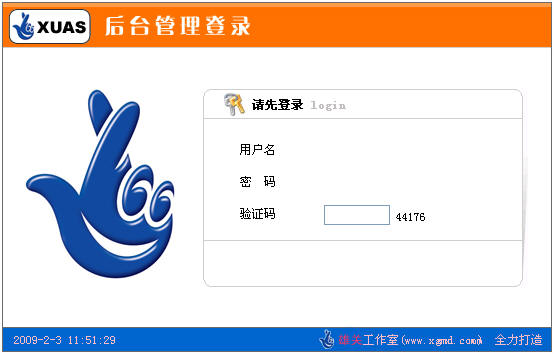 XUAS 后台管理登录
请先登录 login
用户名
密 码
验证码 44176
2009-2-3 11:51:29 雄关工作室(www.xgmd.com) 全力打造